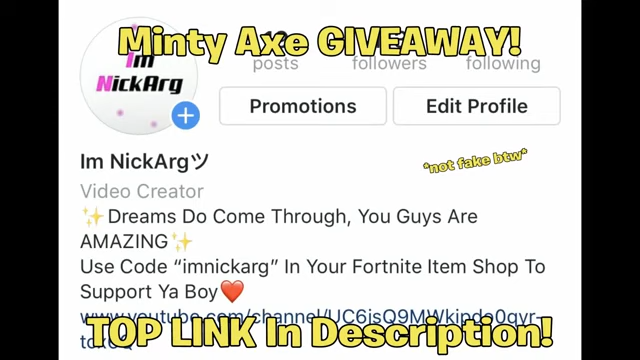 Minty Axe GIVEAWAY!
Im
NickArg
posts followers following
Promotions Edit Profile
Im NickArgツ
*not fake btw*
Video Creator
✨Dreams Do Come Through, You Guys Are
AMAZING✨
Use Code “imnickarg” In Your Fortnite Item Shop To
Support Ya Boy❤️
TOP LINK In Description!